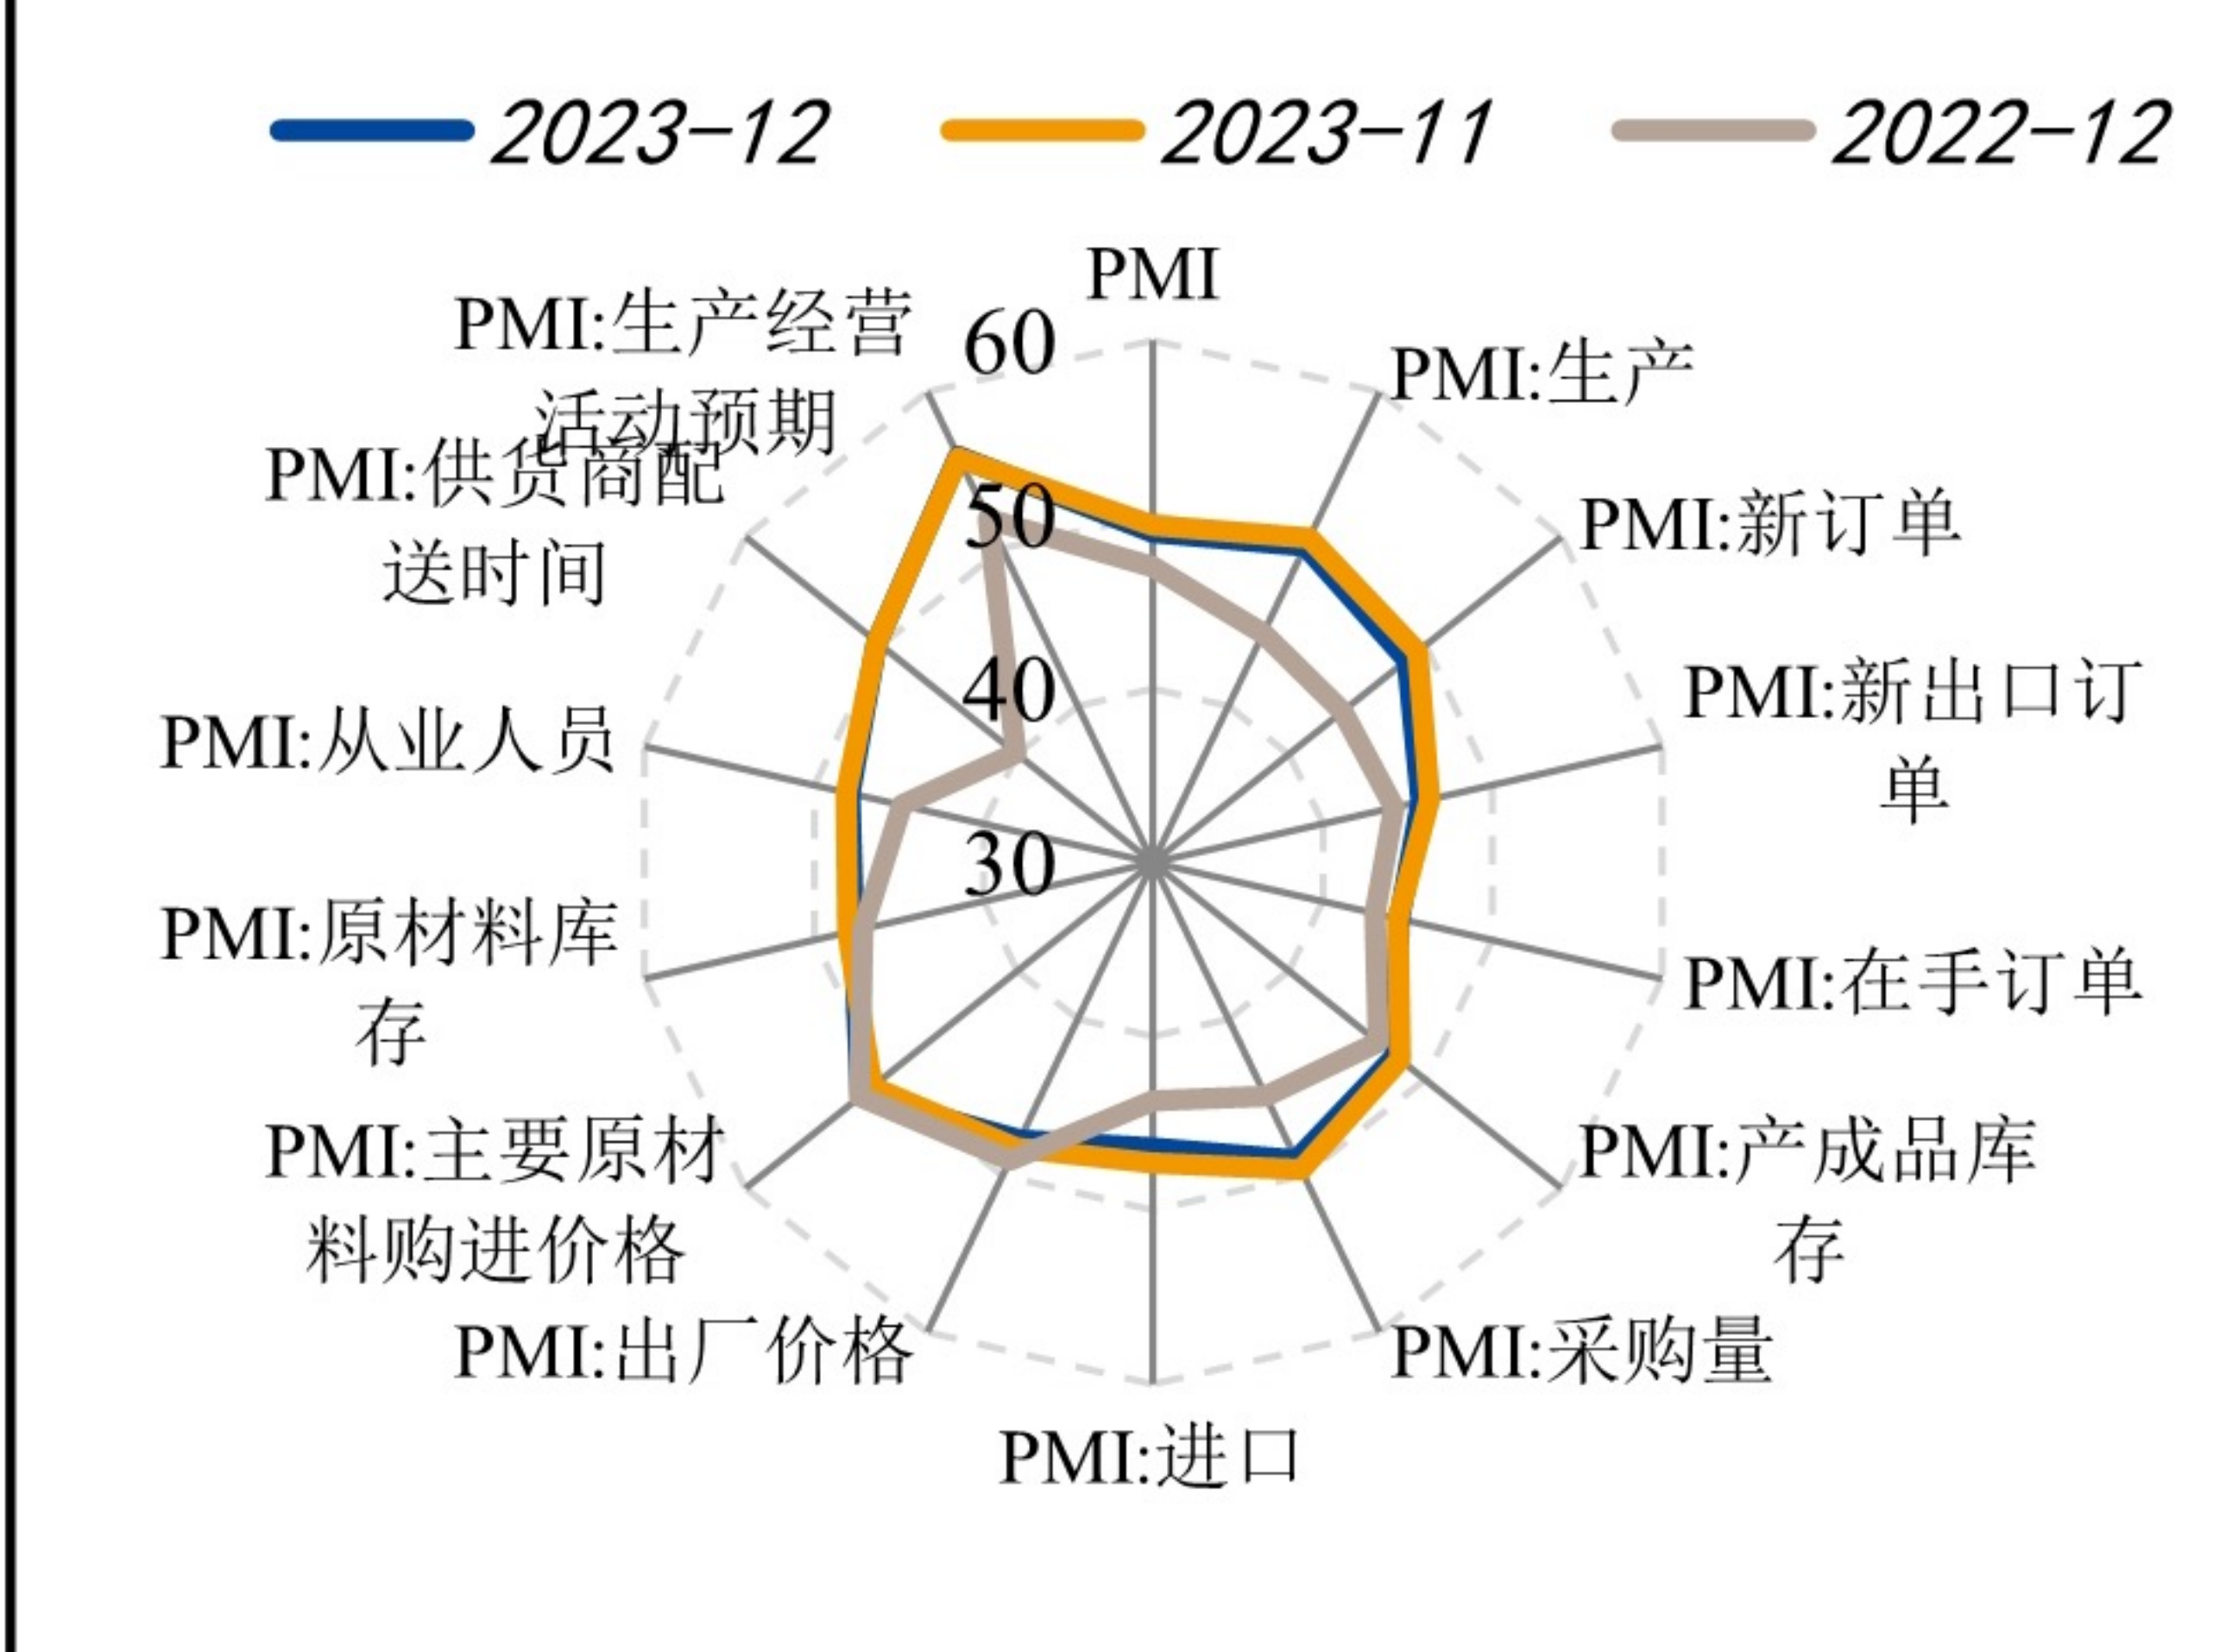 2023-12 2023-11 2022-12
PMI
PMI:生产
PMI:新订单
PMI:新出口订
单
PMI:在手订单
PMI:产成品库
存
PMI:采购量
PMI:进口
PMI:出厂价格
PMI:主要原材
料购进价格
PMI:原材料库
存
PMI:从业人员
PMI:供货商配
送时间
PMI:生产经营
活动预期
60
50
40
30